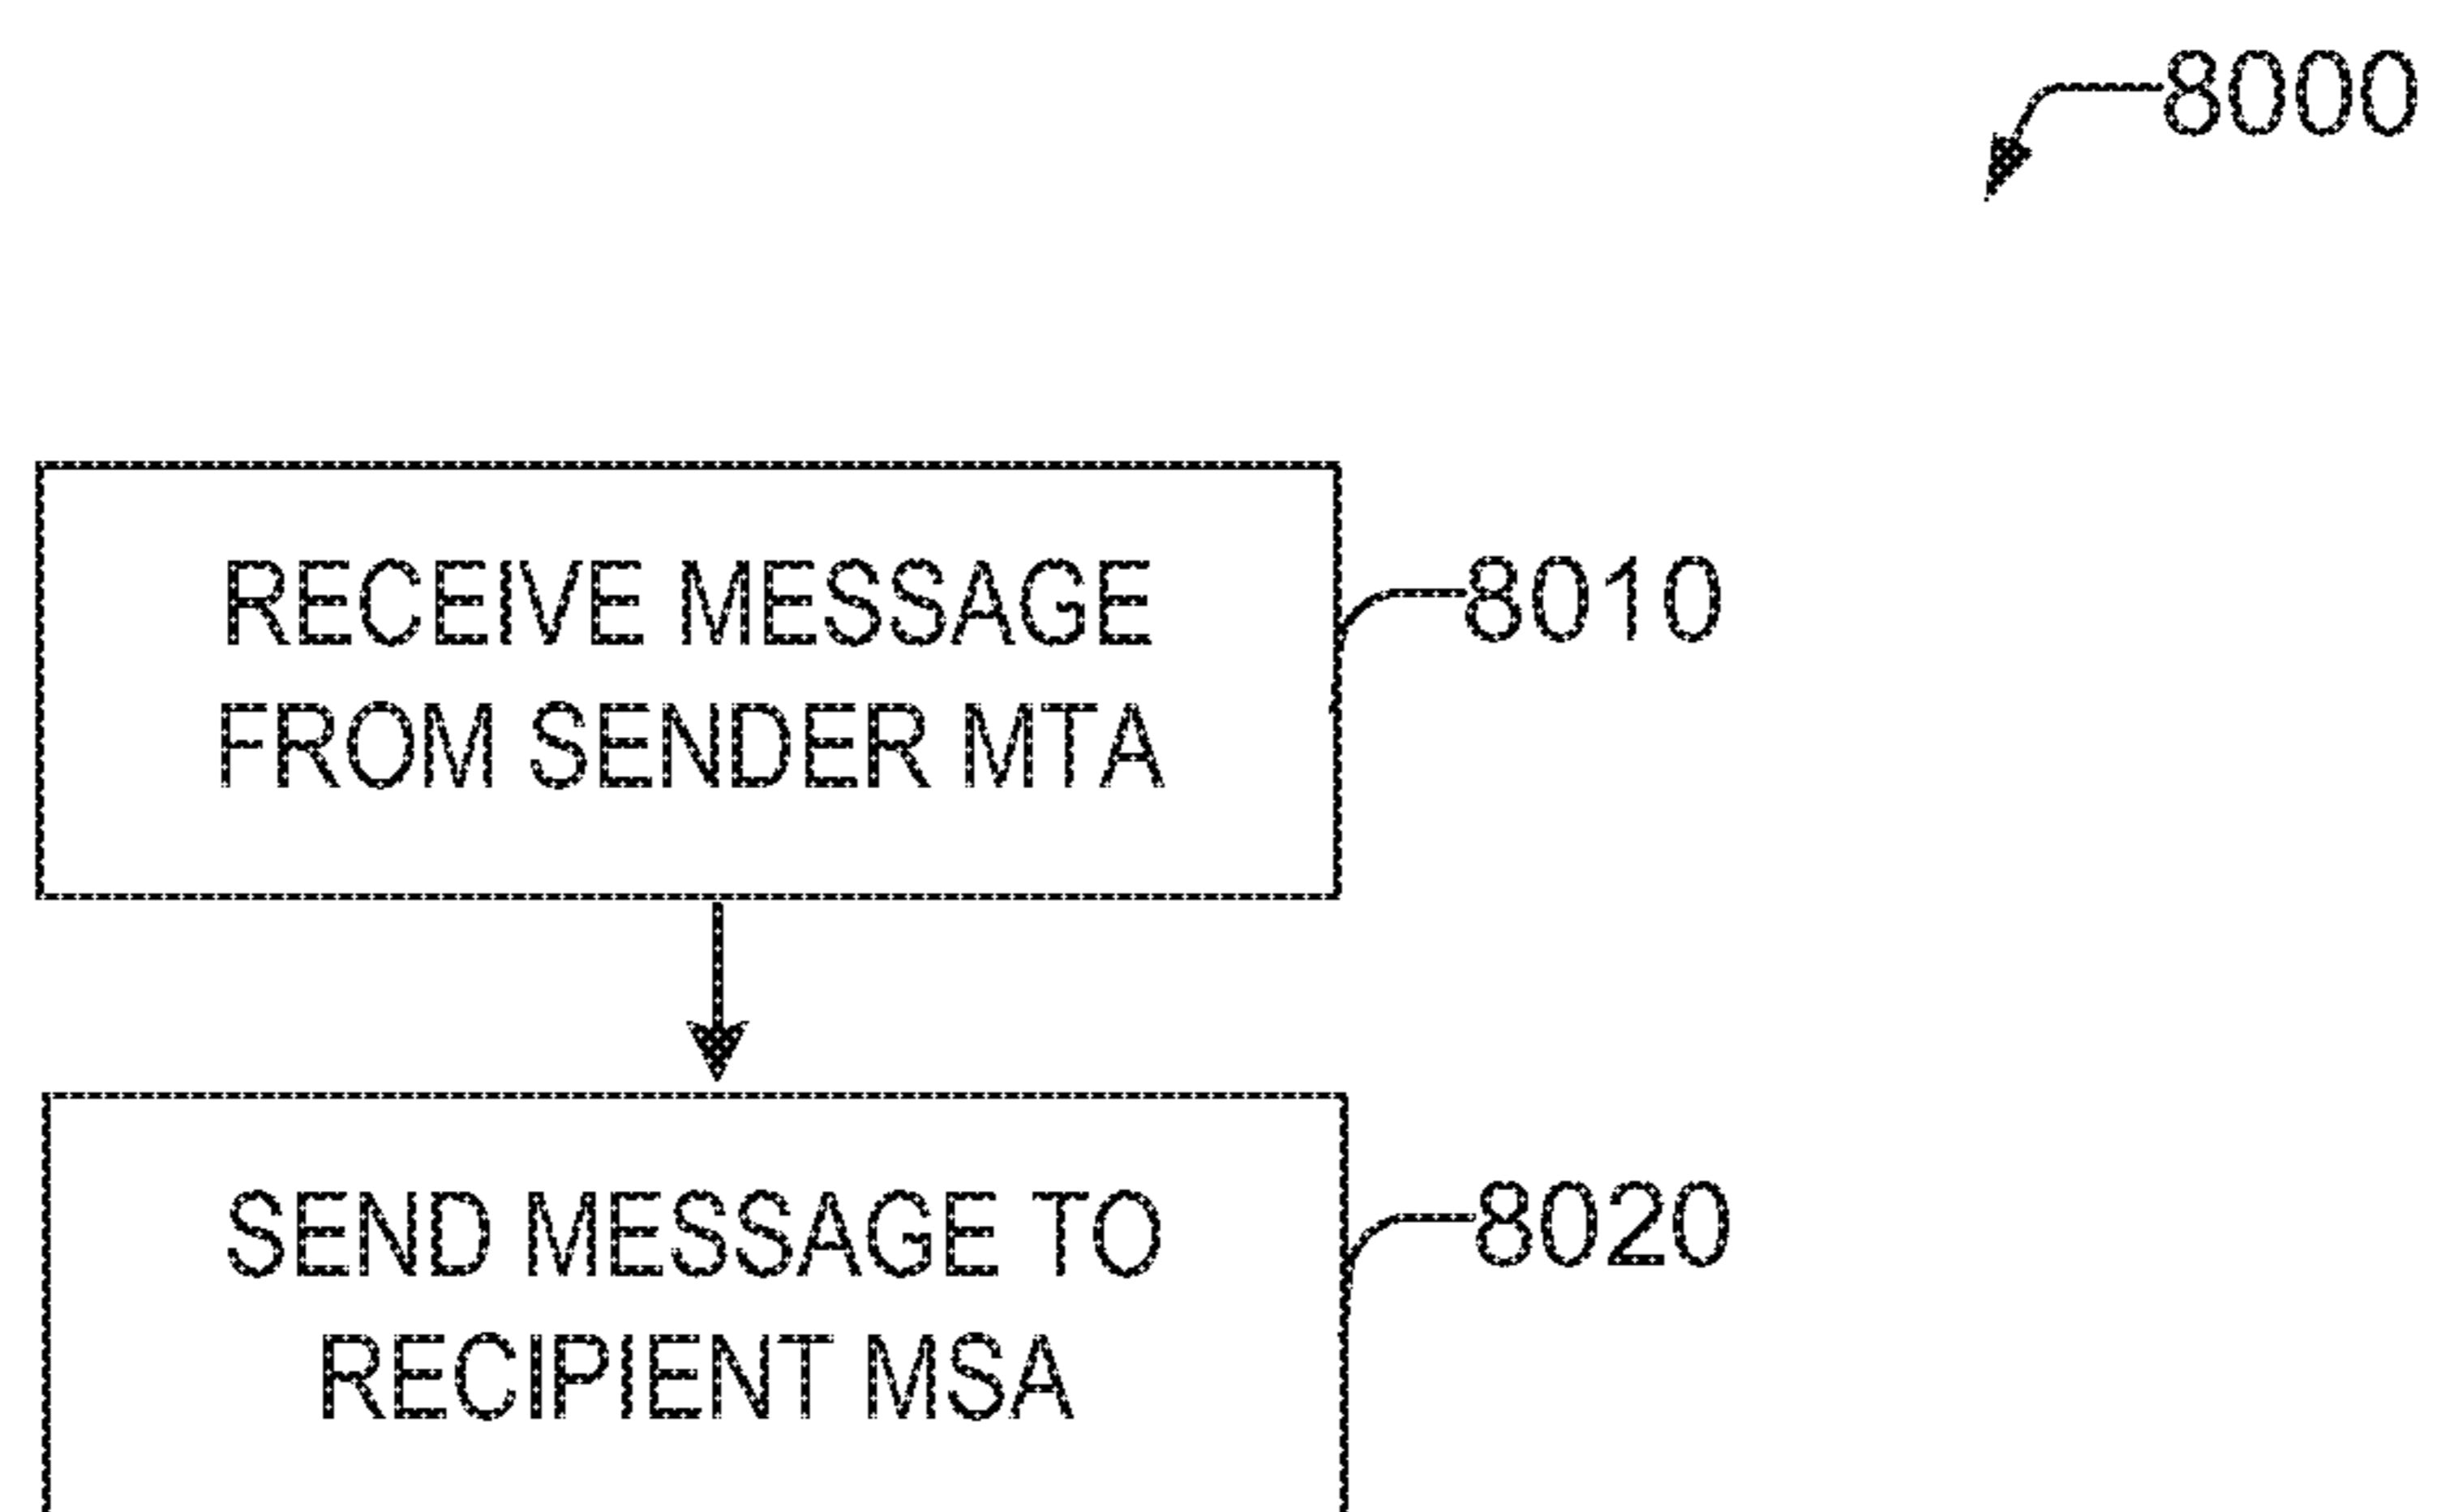 8000
RECEIVE MESSAGE
FROM SENDER MTA
8010
SEND MESSAGE TO
RECIPIENT MSA
8020